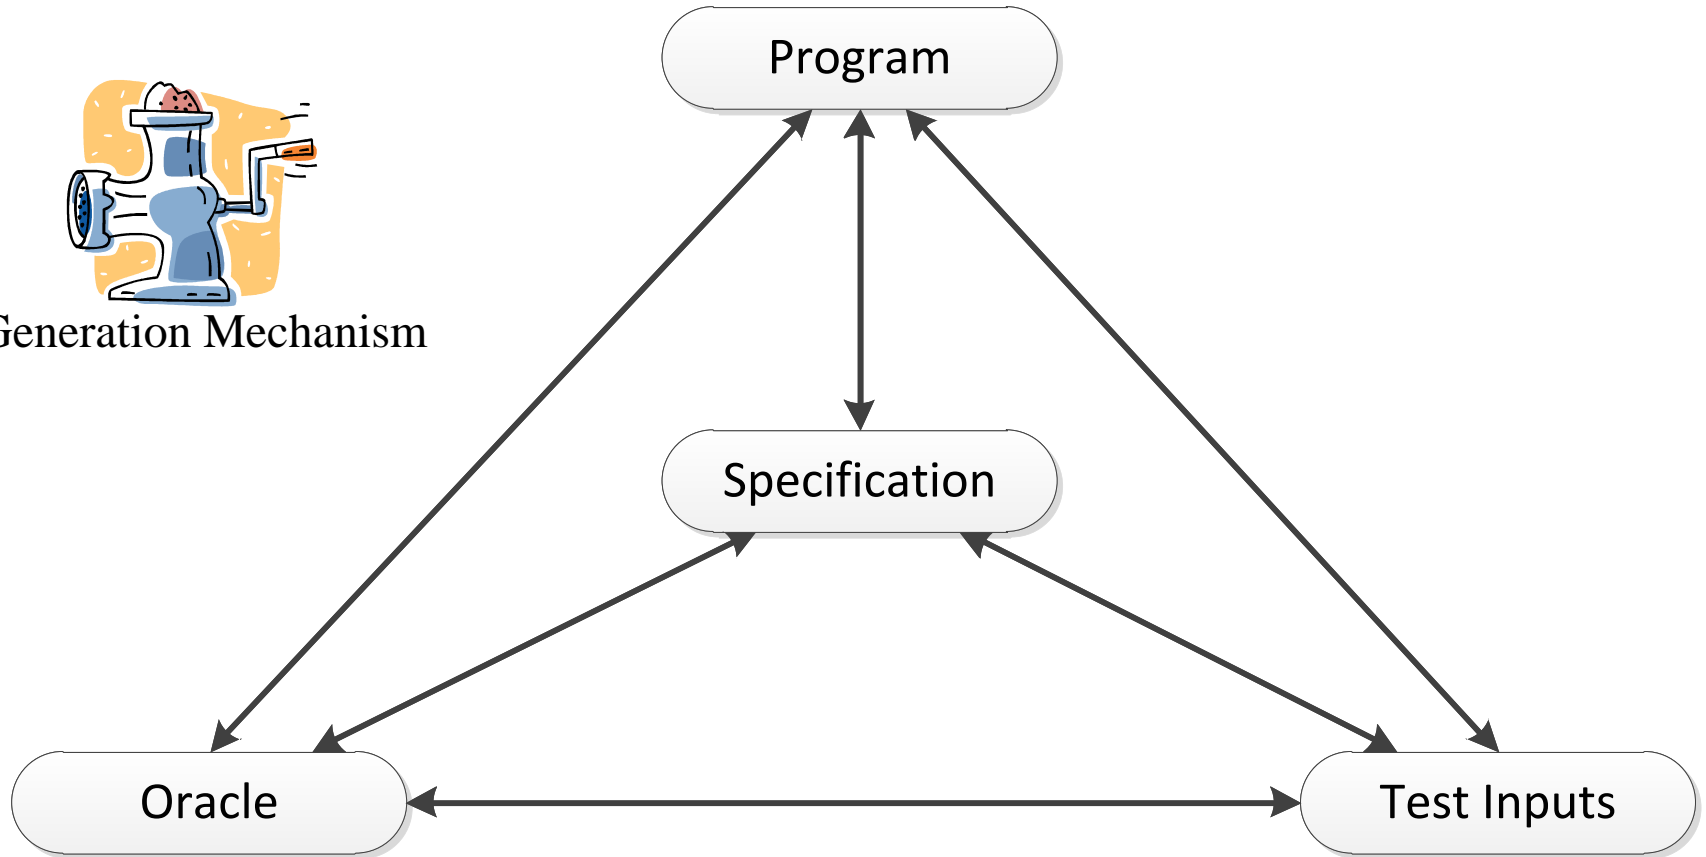 Program
Generation Mechanism
Specification
Oracle
Test Inputs